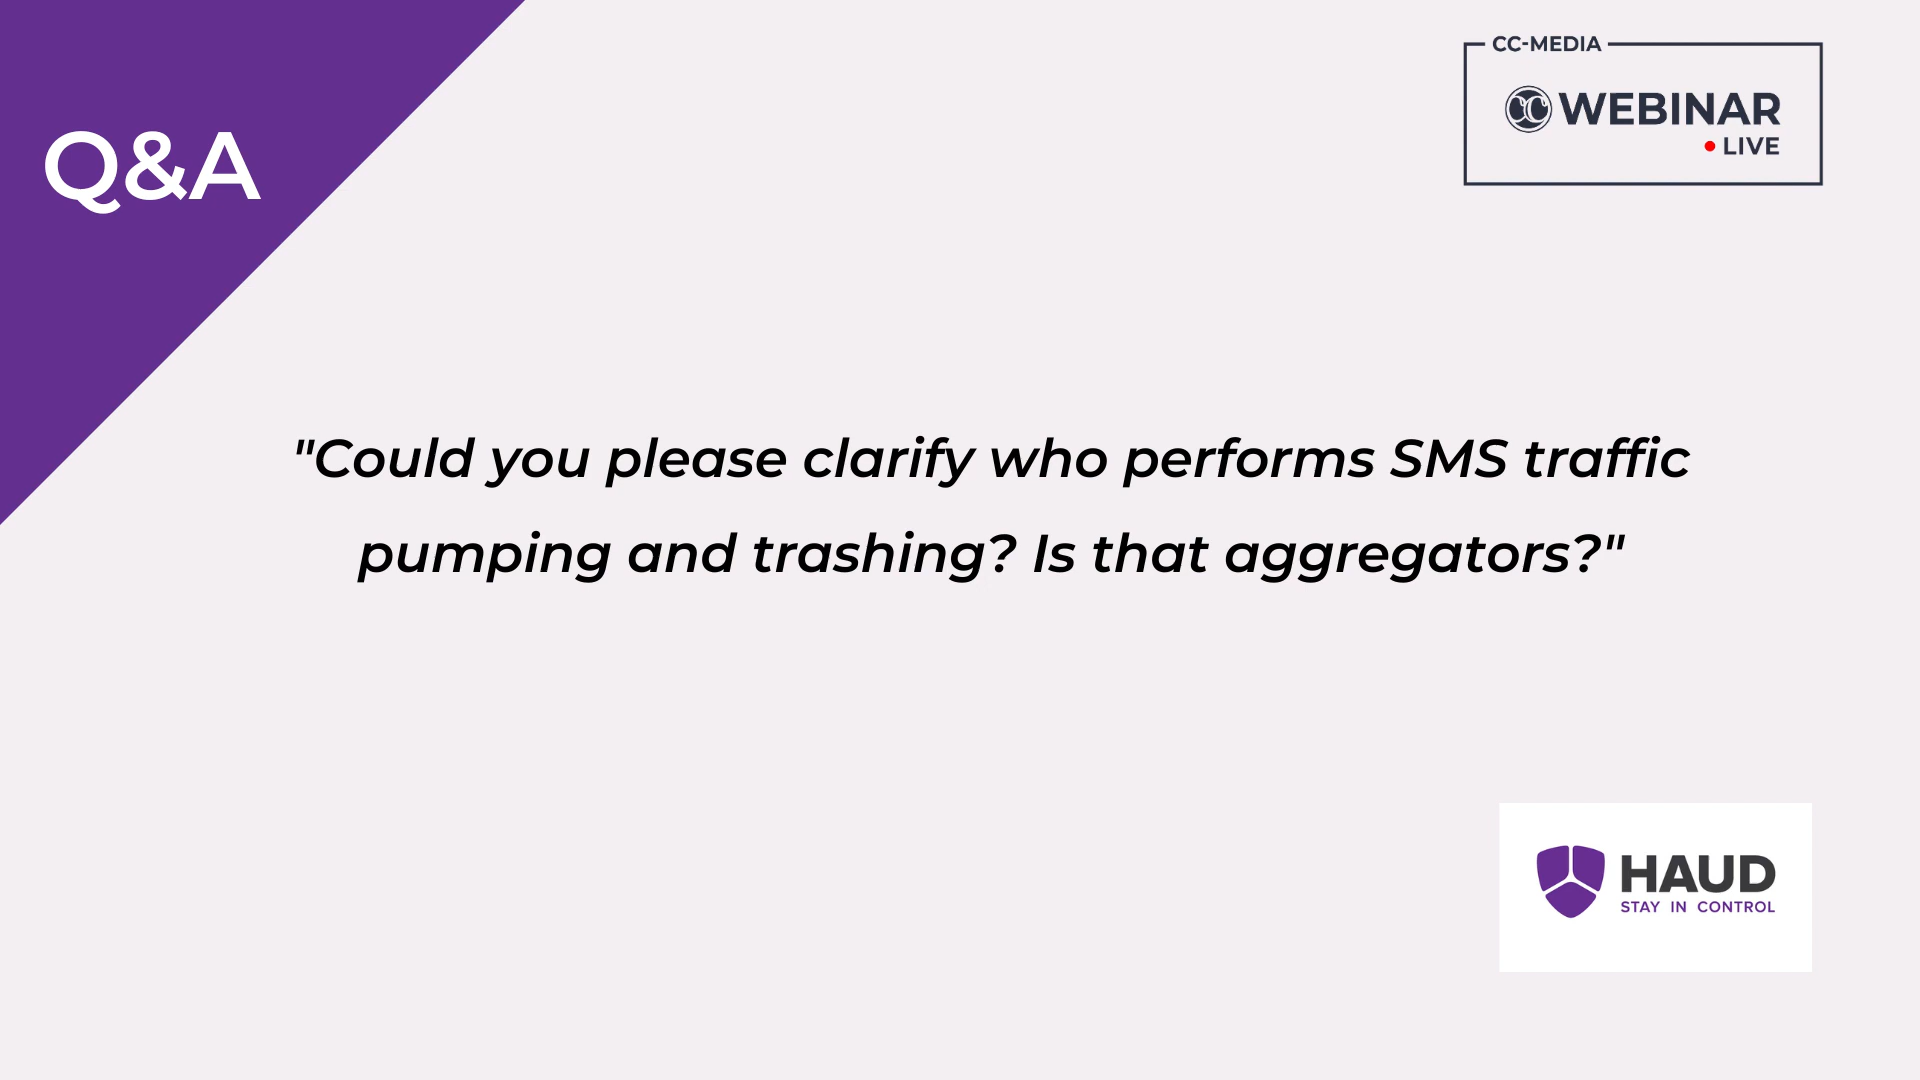 Q&A
CC-MEDIA
CC WEBINAR
LIVE
"Could you please clarify who performs SMS traffic
pumping and trashing? Is that aggregators?"
HAUD
STAY IN CONTROL